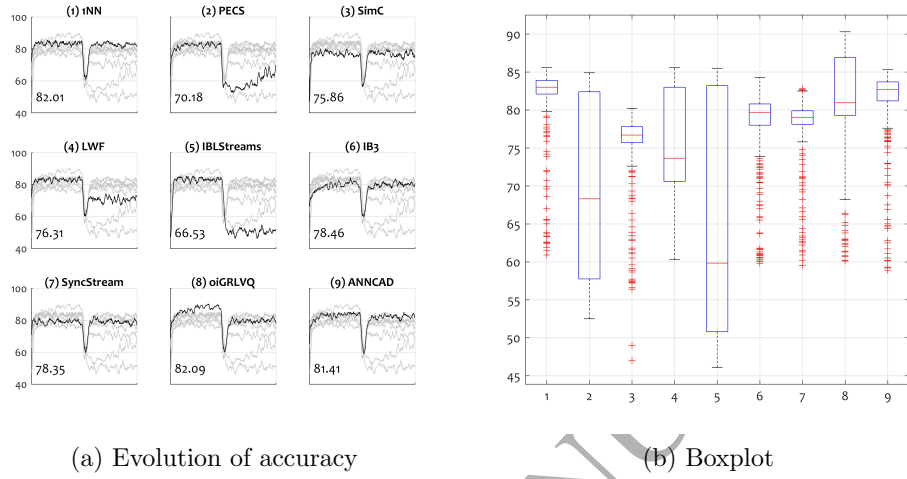 (1) 1NN
(2) PECS
(3) SimC
100
80
60
40
82.01
70.18
75.86
(4) LWF
(5) IBLStreams
(6) IB3
100
80
60
40
76.31
66.53
78.46
(7) SyncStream
(8) oiGRLVQ
(9) ANNCAD
100
80
60
40
78.35
82.09
81.41
90
85
80
75
70
65
60
55
50
45
1 2 3 4 5 6 7 8 9
(a) Evolution of accuracy
(b) Boxplot